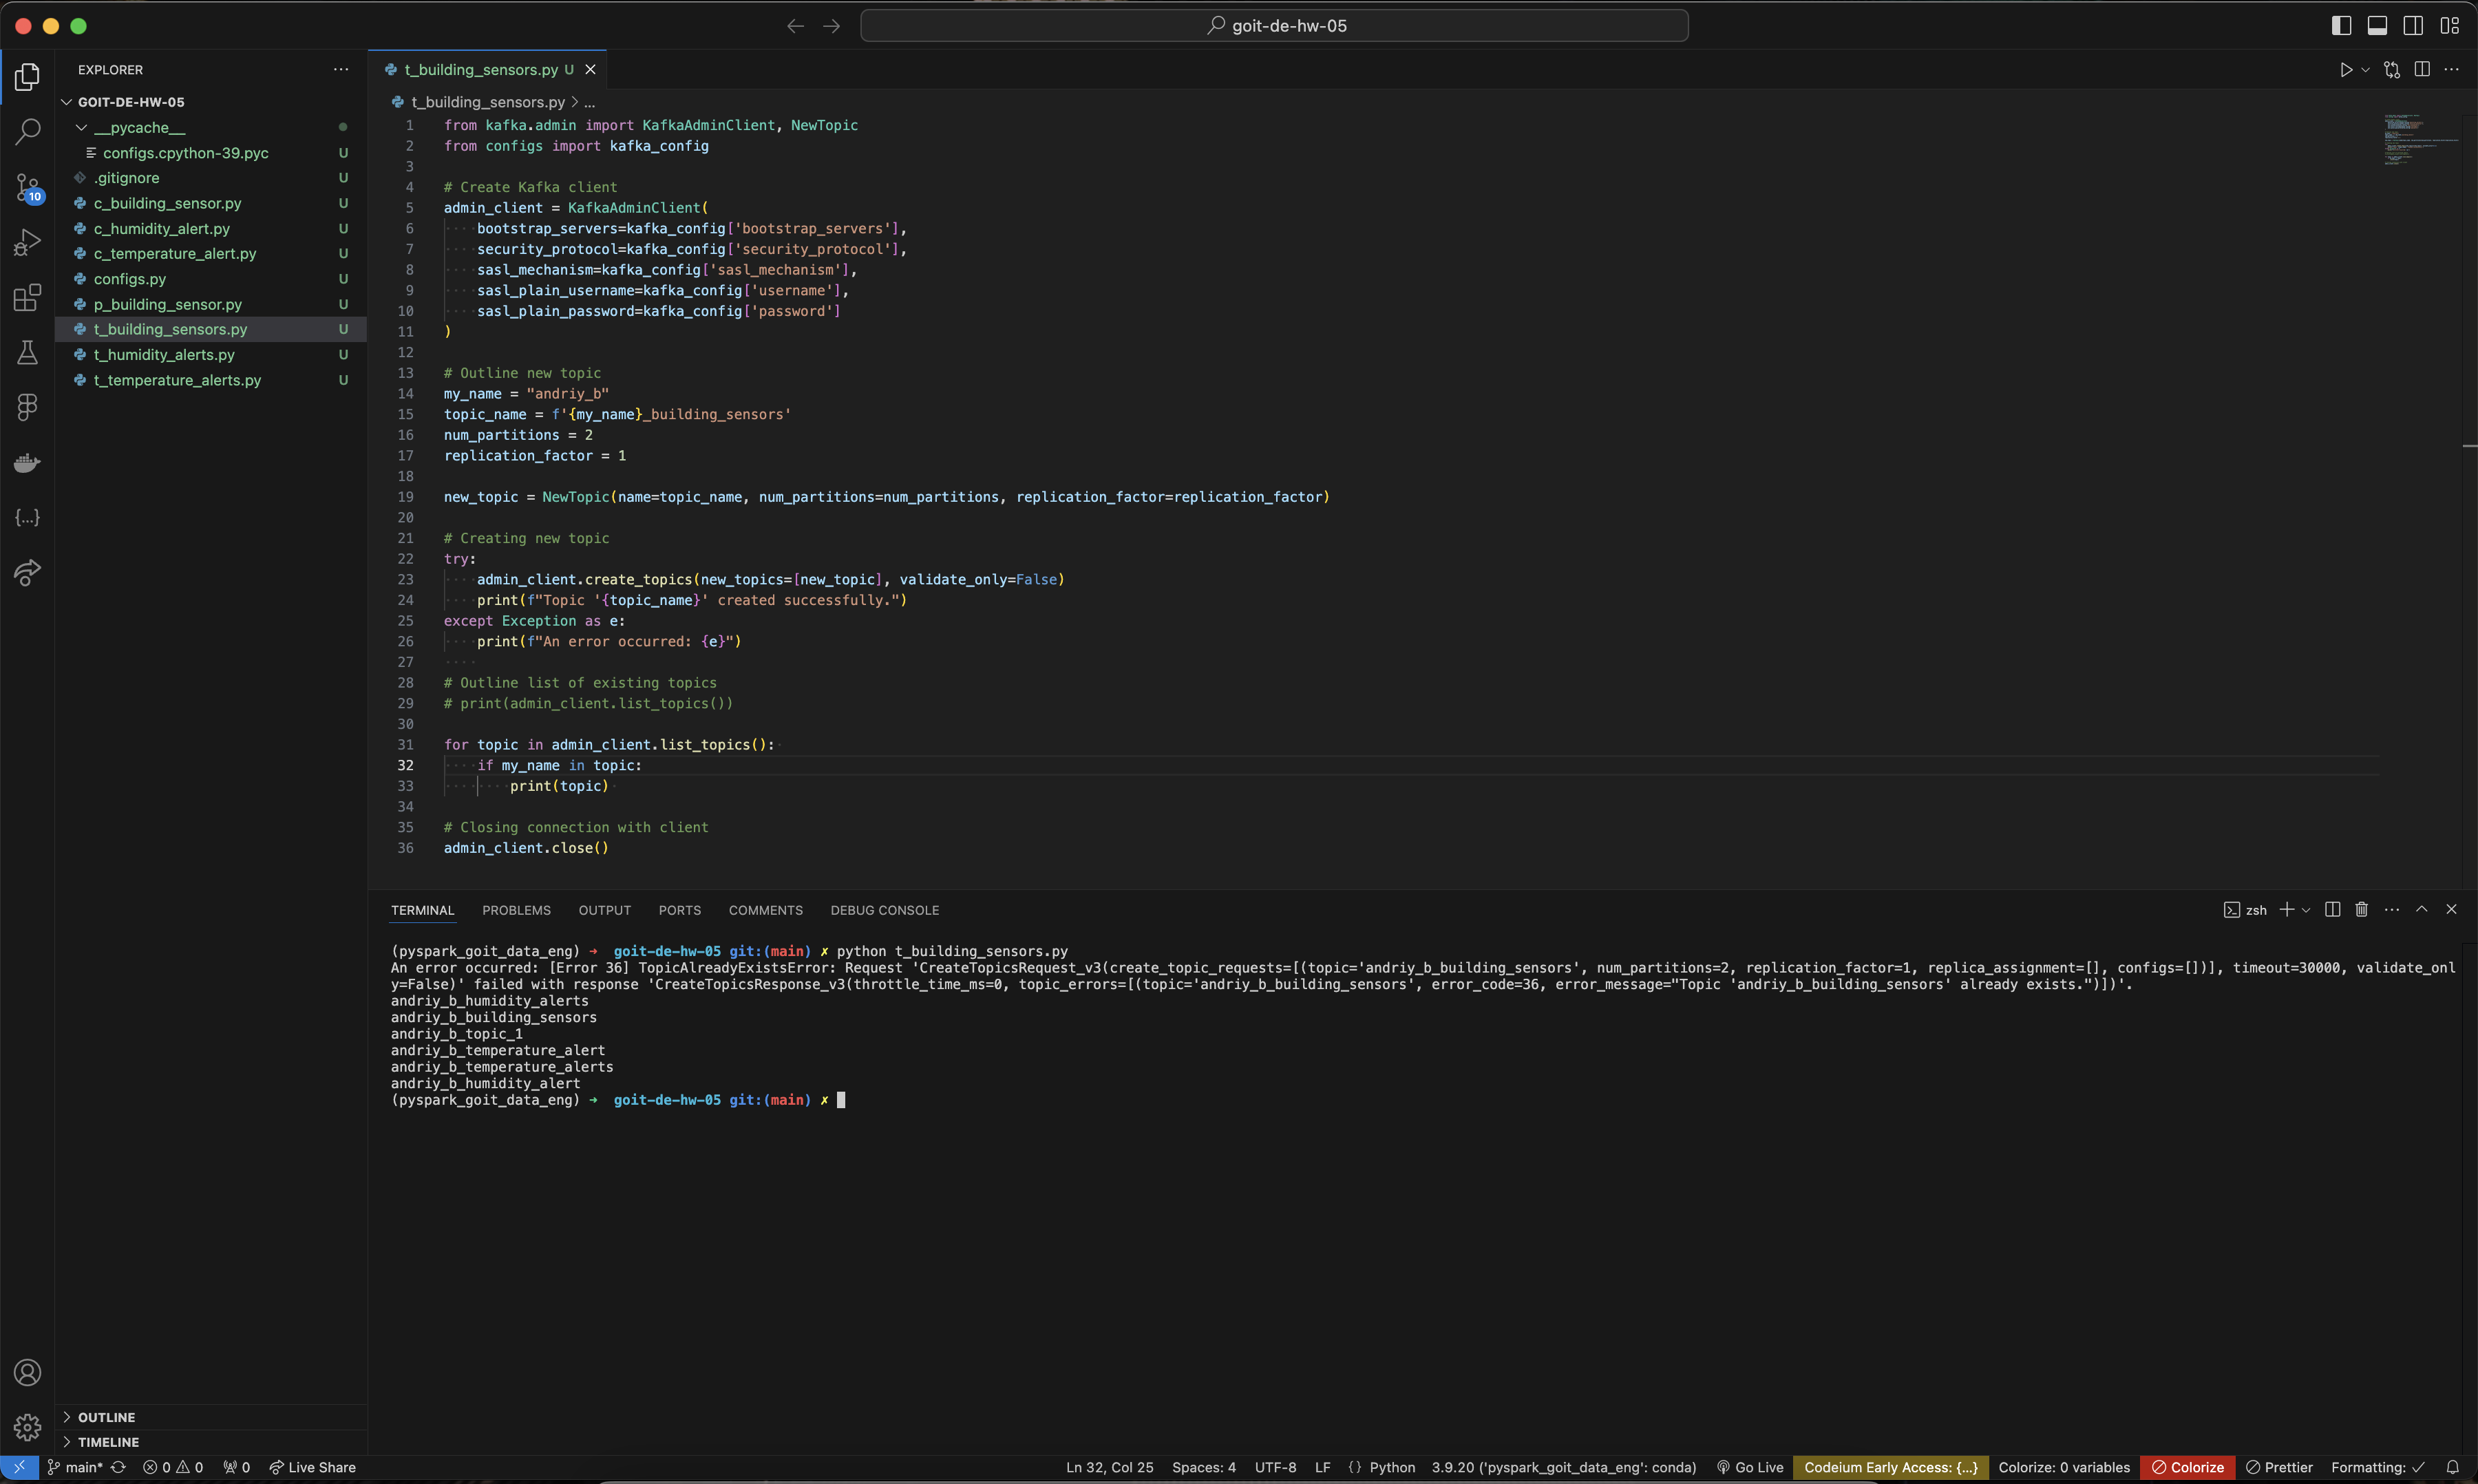 goit-de-hw-05
EXPLORER
GOIT-DE-HW-05
__pycache__
configs.cpython-39.pyc U
.gitignore U
c_building_sensor.py U
c_humidity_alert.py U
c_temperature_alert.py U
configs.py U
p_building_sensor.py U
t_building_sensors.py U
t_humidity_alerts.py U
t_temperature_alerts.py U
10
OUTLINE
TIMELINE
t_building_sensors.py U
t_building_sensors.py > ...
1 from kafka.admin import KafkaAdminClient, NewTopic
2 from configs import kafka_config
3
4 # Create Kafka client
5 admin_client = KafkaAdminClient(
6     bootstrap_servers=kafka_config['bootstrap_servers'],
7     security_protocol=kafka_config['security_protocol'],
8     sasl_mechanism=kafka_config['sasl_mechanism'],
9     sasl_plain_username=kafka_config['username'],
10     sasl_plain_password=kafka_config['password']
11 )
12
13 # Outline new topic
14 my_name = "andriy_b"
15 topic_name = f'{my_name}_building_sensors'
16 num_partitions = 2
17 replication_factor = 1
18
19 new_topic = NewTopic(name=topic_name, num_partitions=num_partitions, replication_factor=replication_factor)
20
21 # Creating new topic
22 try:
23     admin_client.create_topics(new_topics=[new_topic], validate_only=False)
24     print(f"Topic '{topic_name}' created successfully.")
25 except Exception as e:
26     print(f"An error occurred: {e}")
27
28 # Outline list of existing topics
29 # print(admin_client.list_topics())
30
31 for topic in admin_client.list_topics():
32     if my_name in topic:
33         print(topic)
34
35 # Closing connection with client
36 admin_client.close()
TERMINAL PROBLEMS OUTPUT PORTS COMMENTS DEBUG CONSOLE
zsh
(pyspark_goit_data_eng) ➜  goit-de-hw-05 git:(main) ✗ python t_building_sensors.py
An error occurred: [Error 36] TopicAlreadyExistsError: Request 'CreateTopicsRequest_v3(create_topic_requests=[(topic='andriy_b_building_sensors', num_partitions=2, replication_factor=1, replica_assignment=[], configs=[])], timeout=30000, validate_onl
y=False)' failed with response 'CreateTopicsResponse_v3(throttle_time_ms=0, topic_errors=[(topic='andriy_b_building_sensors', error_code=36, error_message="Topic 'andriy_b_building_sensors' already exists.")])'.
andriy_b_humidity_alerts
andriy_b_building_sensors
andriy_b_topic_1
andriy_b_temperature_alert
andriy_b_temperature_alerts
andriy_b_humidity_alert
(pyspark_goit_data_eng) ➜  goit-de-hw-05 git:(main) ✗
main* 0 0 0 Live Share Ln 32, Col 25 Spaces: 4 UTF-8 LF {} Python 3.9.20 ('pyspark_goit_data_eng': conda) Go Live Codeium Early Access: {...} Colorize: 0 variables Colorize Prettier Formatting: ✓